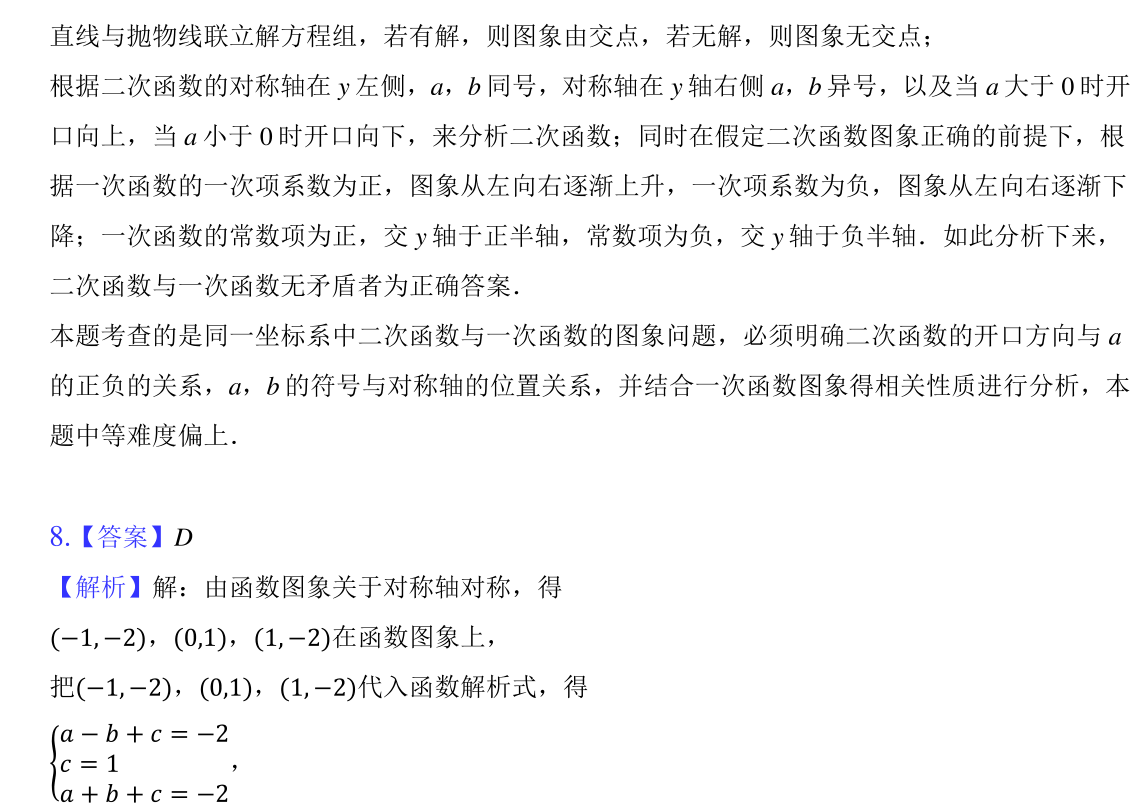 直线与抛物线联立解方程组，若有解，则图象由交点，若无解，则图象无交点；
根据二次函数的对称轴在 y 左侧，a，b 同号，对称轴在 y 轴右侧 a，b 异号，以及当 a 大于 0 时开
口向上，当 a 小于 0 时开口向下，来分析二次函数；同时在假定二次函数图象正确的前提下，根
据一次函数的一次项系数为正，图象从左向右逐渐上升，一次项系数为负，图象从左向右逐渐下
降；一次函数的常数项为正，交 y 轴于正半轴，常数项为负，交 y 轴于负半轴．如此分析下来，
二次函数与一次函数无矛盾者为正确答案．
本题考查的是同一坐标系中二次函数与一次函数的图象问题，必须明确二次函数的开口方向与 a
的正负的关系，a，b 的符号与对称轴的位置关系，并结合一次函数图象得相关性质进行分析，本
题中等难度偏上．
8.【答案】D
【解析】解：由函数图象关于对称轴对称，得
(−1,−2)，(0,1)，(1,−2)在函数图象上，
把(−1,−2)，(0,1)，(1,−2)代入函数解析式，得
{a − b + c = −2
c = 1 ，
a + b + c = −2